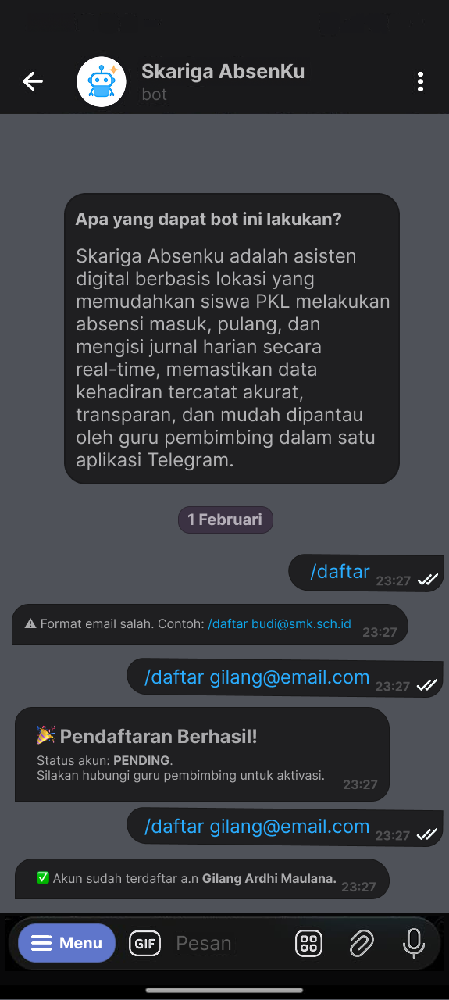 Skariga AbsenKu
bot
Apa yang dapat bot ini lakukan?
Skariga Absenku adalah asisten
digital berbasis lokasi yang
memudahkan siswa PKL melakukan
absensi masuk, pulang, dan
mengisi jurnal harian secara
real-time, memastikan data
kehadiran tercatat akurat,
transparan, dan mudah dipantau
oleh guru pembimbing dalam satu
aplikasi Telegram.
1 Februari
/daftar 23:27
⚠ Format email salah. Contoh: /daftar budi@smk.sch.id 23:27
/daftar gilang@email.com 23:27
🎉 Pendaftaran Berhasil!
Status akun: PENDING.
Silakan hubungi guru pembimbing untuk aktivasi. 23:27
/daftar gilang@email.com 23:27
✅ Akun sudah terdaftar a.n Gilang Ardhi Maulana. 23:27
Menu GIF Pesan